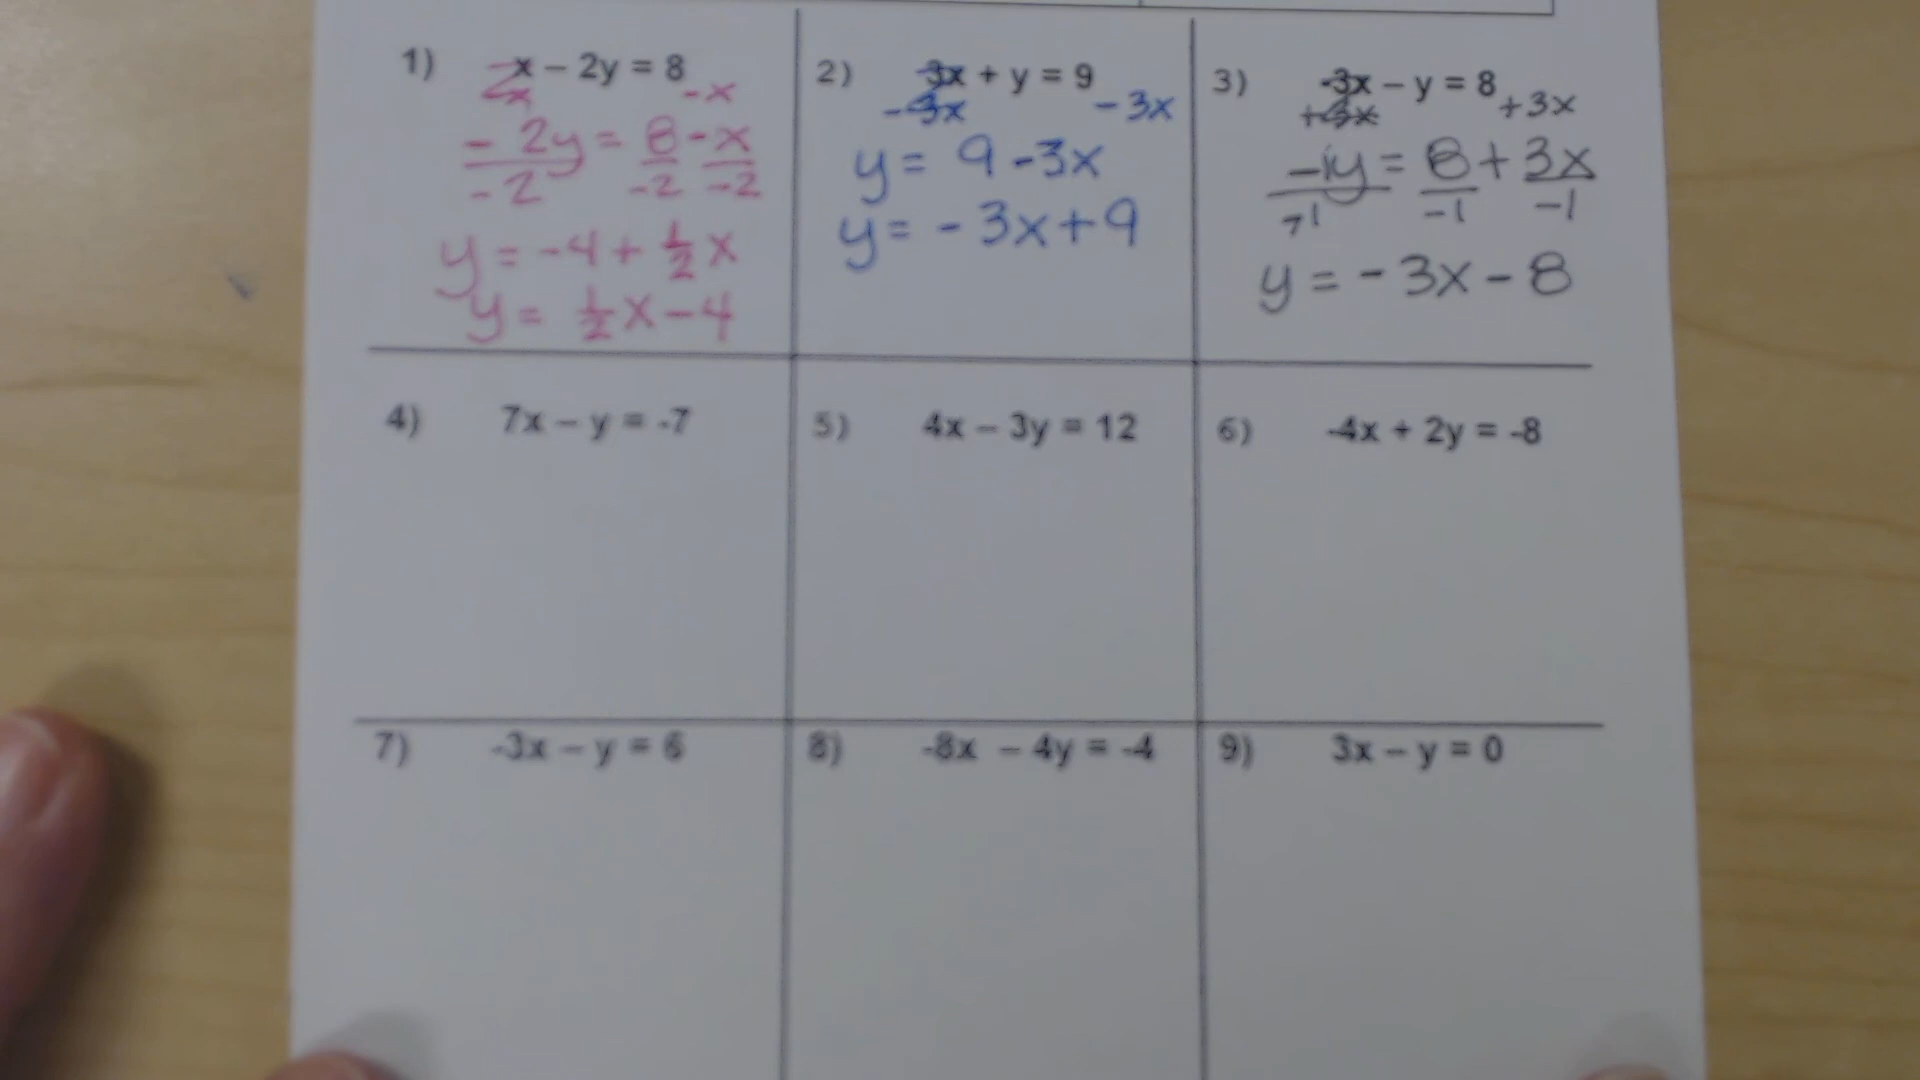 1) x – 2y = 8
-x -x
- 2y = 8 - x
-2 -2 -2
y = -4 + 1/2 x
y = 1/2 x - 4
2) 3x + y = 9
-3x -3x
y = 9 - 3x
y = -3x + 9
3) -3x – y = 8
+3x +3x
-1y = 8 + 3x
-1 -1 -1
y = -3x - 8
4) 7x – y = -7
5) 4x – 3y = 12
6) -4x + 2y = -8
7) -3x – y = 6
8) -8x – 4y = -4
9) 3x – y = 0